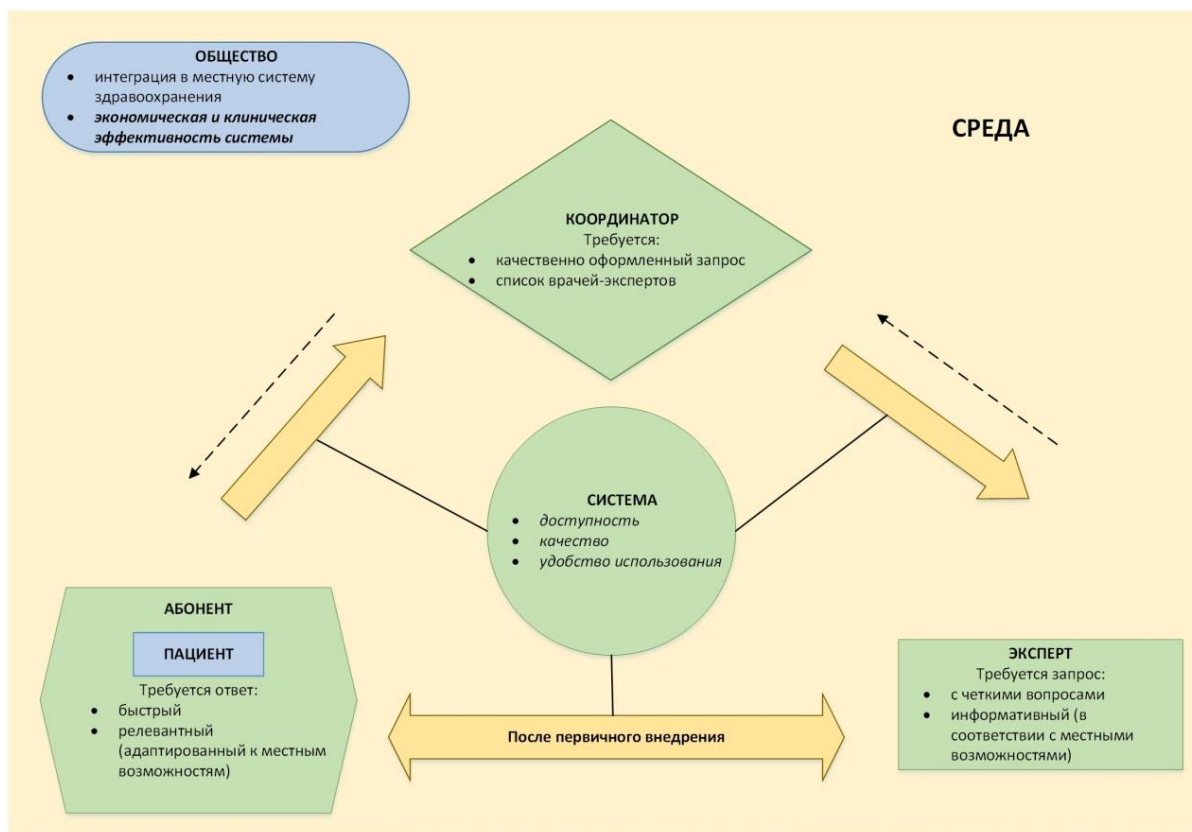 ОБЩЕСТВО
• интеграция в местную систему
здравоохранения
• экономическая и клиническая
эффективность системы
СРЕДА
КООРДИНАТОР
Требуется:
• качественно оформленный запрос
• список врачей-экспертов
СИСТЕМА
• доступность
• качество
• удобство использования
АБОНЕНТ
ПАЦИЕНТ
Требуется ответ:
• быстрый
• релевантный
(адаптированный к местным
возможностям)
После первичного внедрения
ЭКСПЕРТ
Требуется запрос:
• с четкими вопросами
• информативный (в
соответствии с местными
возможностями)